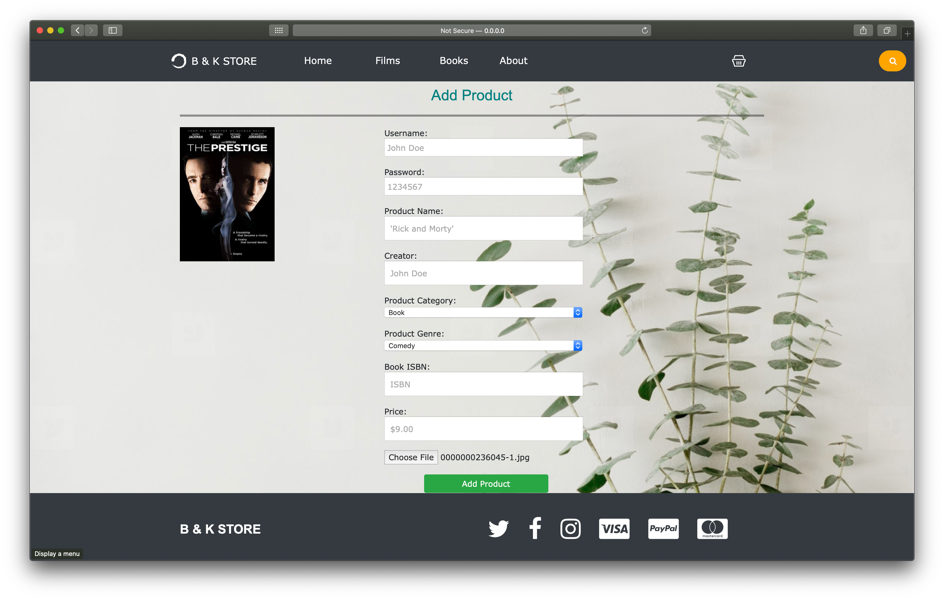 Not Secure — 0.0.0.0
B & K STORE
Home
Films
Books
About
Add Product
THE PRESTIGE
Username:
John Doe
Password:
1234567
Product Name:
'Rick and Morty'
Creator:
John Doe
Product Category:
Book
Product Genre:
Comedy
Book ISBN:
ISBN
Price:
$9.00
Choose File 0000000236045-1.jpg
Add Product
B & K STORE
VISA
PayPal
mastercard
Display a menu